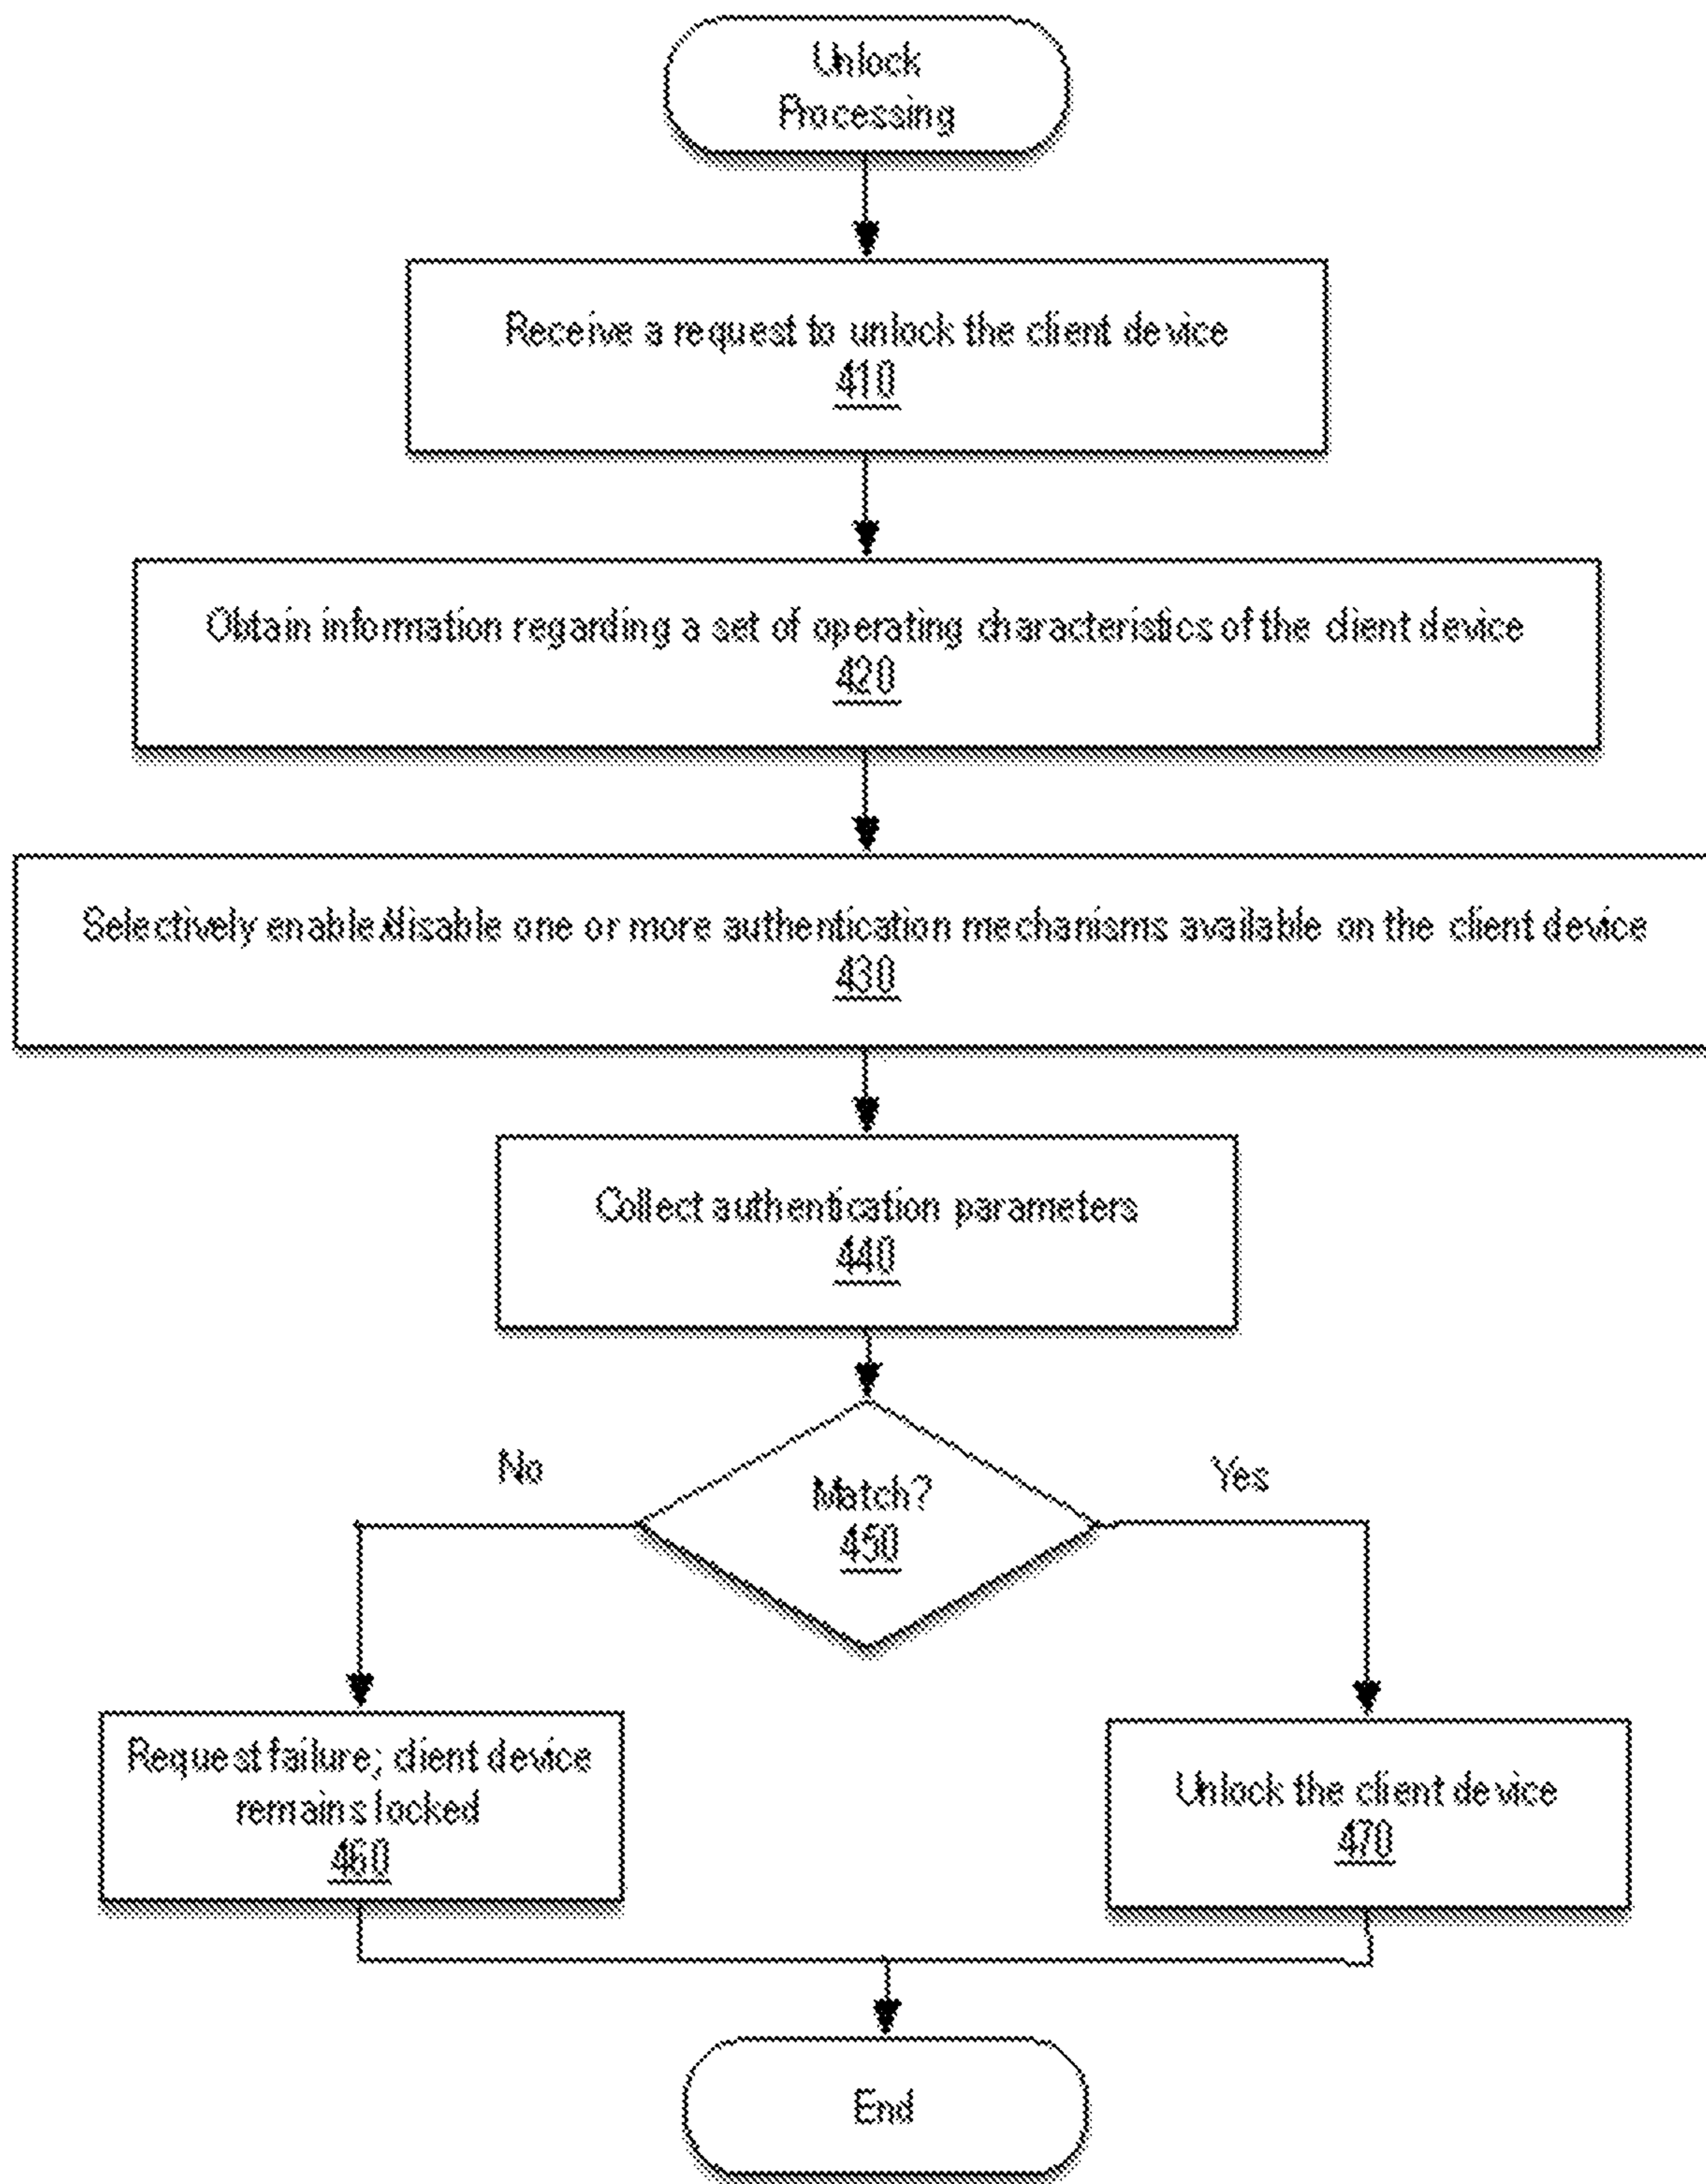 Unlock
Processing
Receive a request to unlock the client device
410
Obtain information regarding a set of operating characteristics of the client device
420
Selectively enable/disable one or more authentication mechanisms available on the client device
430
Collect authentication parameters
440
No
Yes
Match?
450
Request failure; client device
remains locked
460
Unlock the client device
470
End